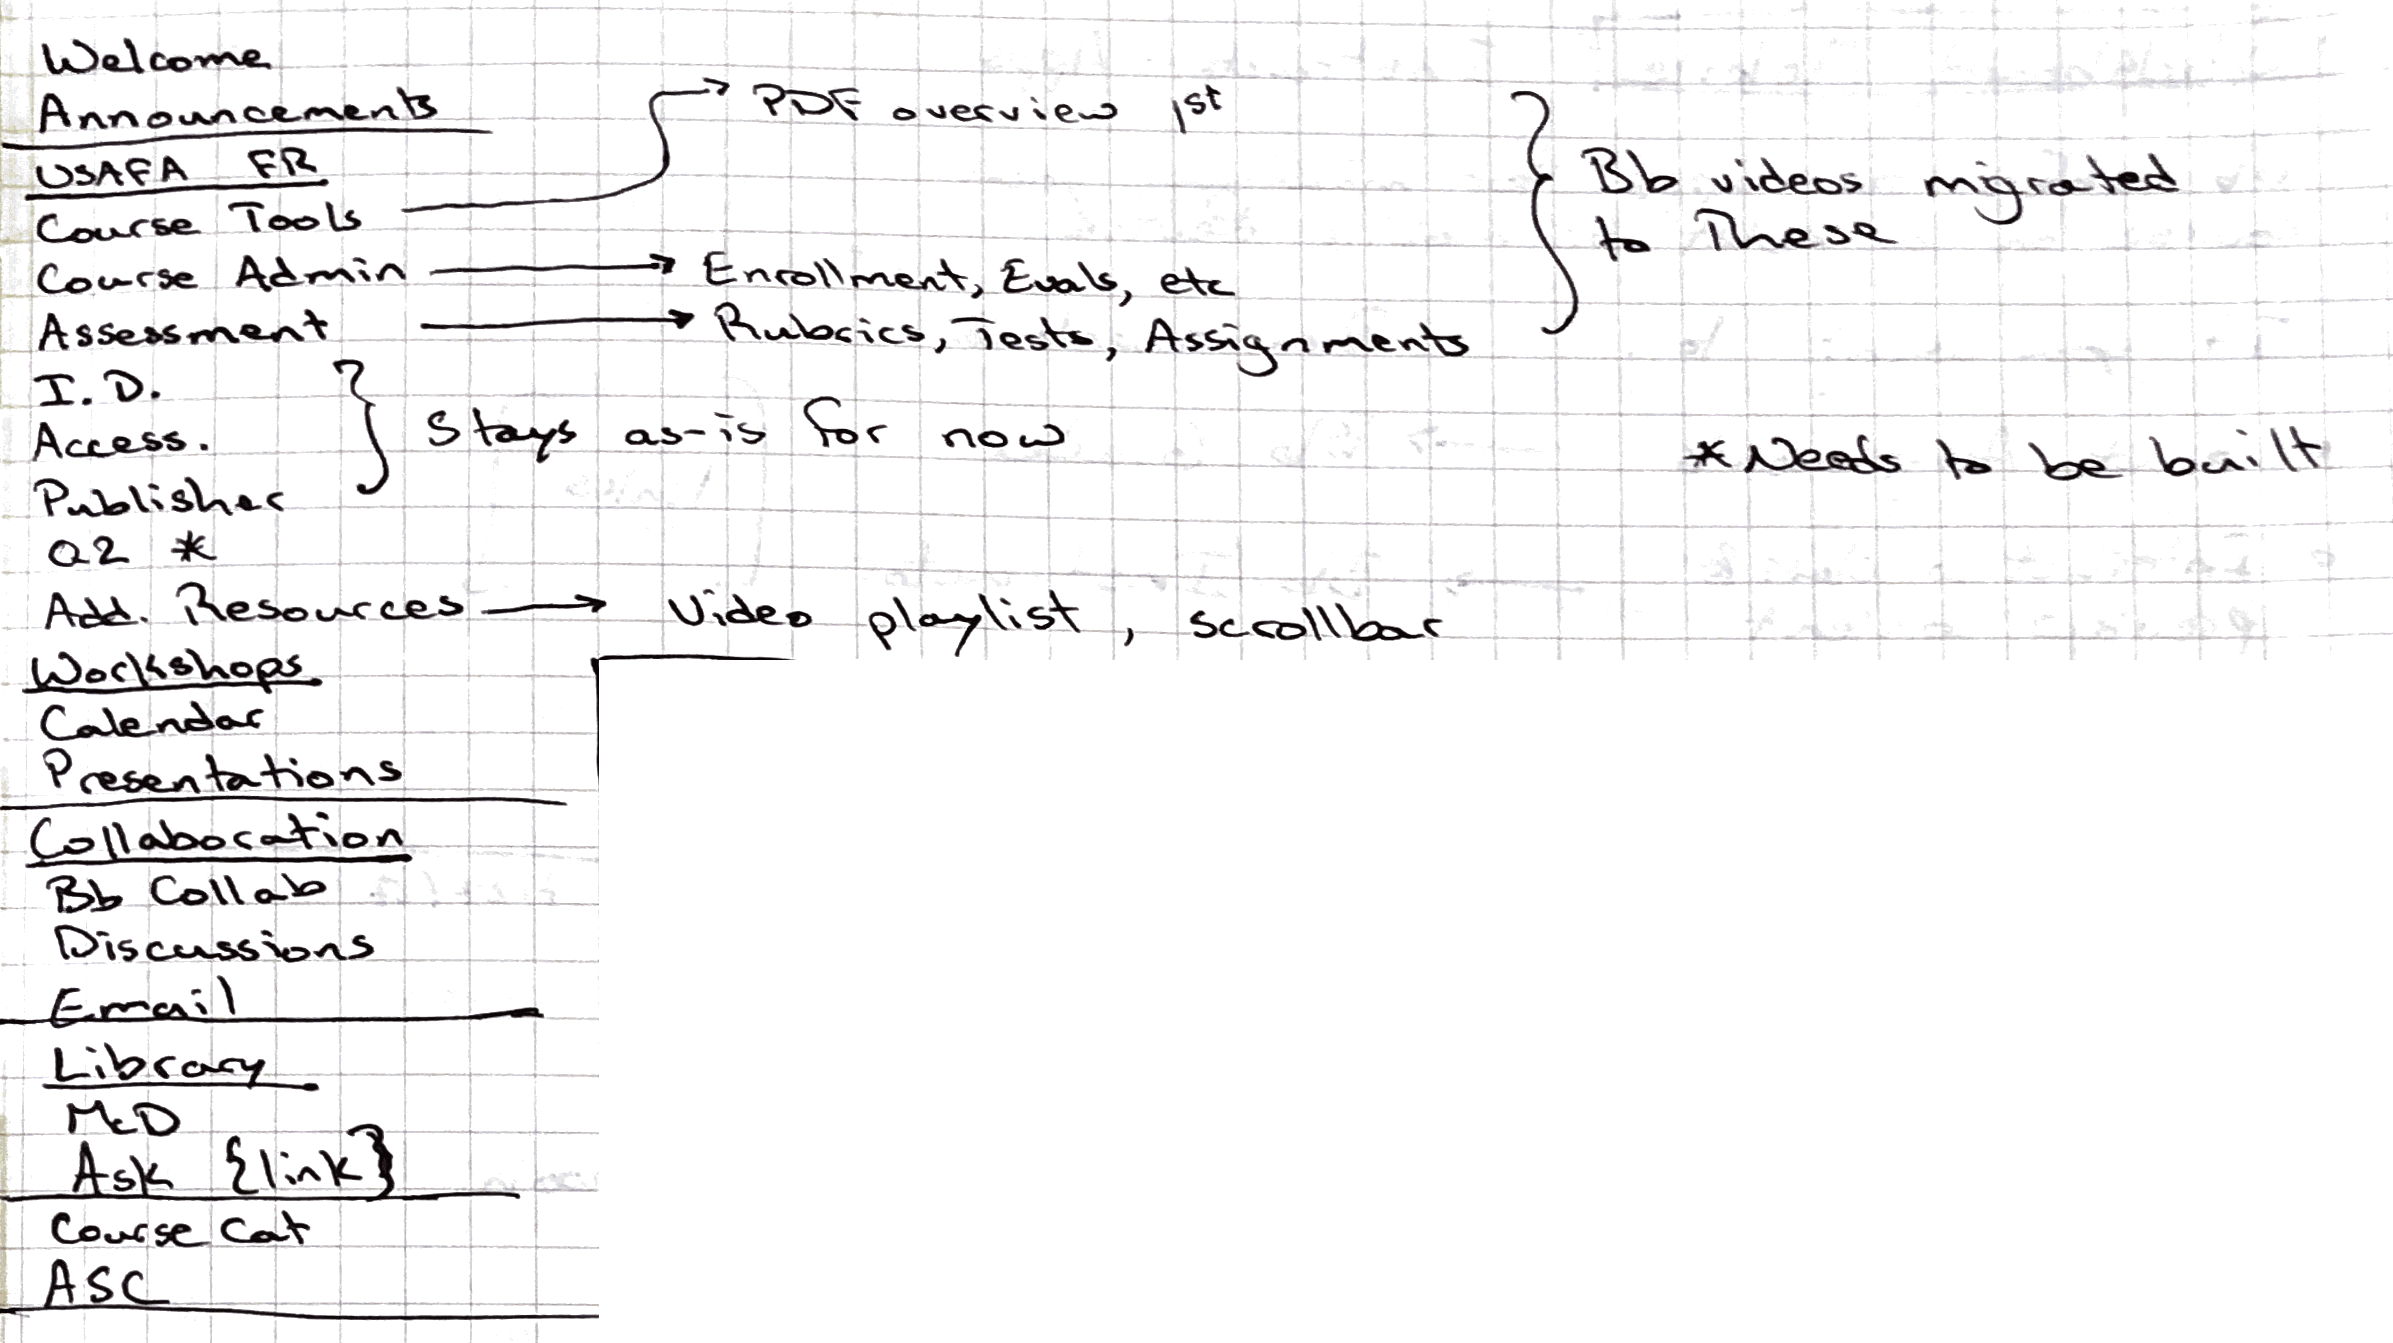 Welcome
Announcements
PDF overview 1st
USAFA FR
Bb videos migrated
to These
Course Tools
Course Admin → Enrollment, Evals, etc
Assessment → Rubrics, Tests, Assignments
I. D.
Access.
Stays as-is for now
*Needs to be built
Publisher
Q2 *
Add. Resources → Video playlist, scrollbar
Workshops
Calendar
Presentations
Collaboration
Bb Collab
Discussions
Email
Library
McD
Ask {link}
Course Cat
ASC